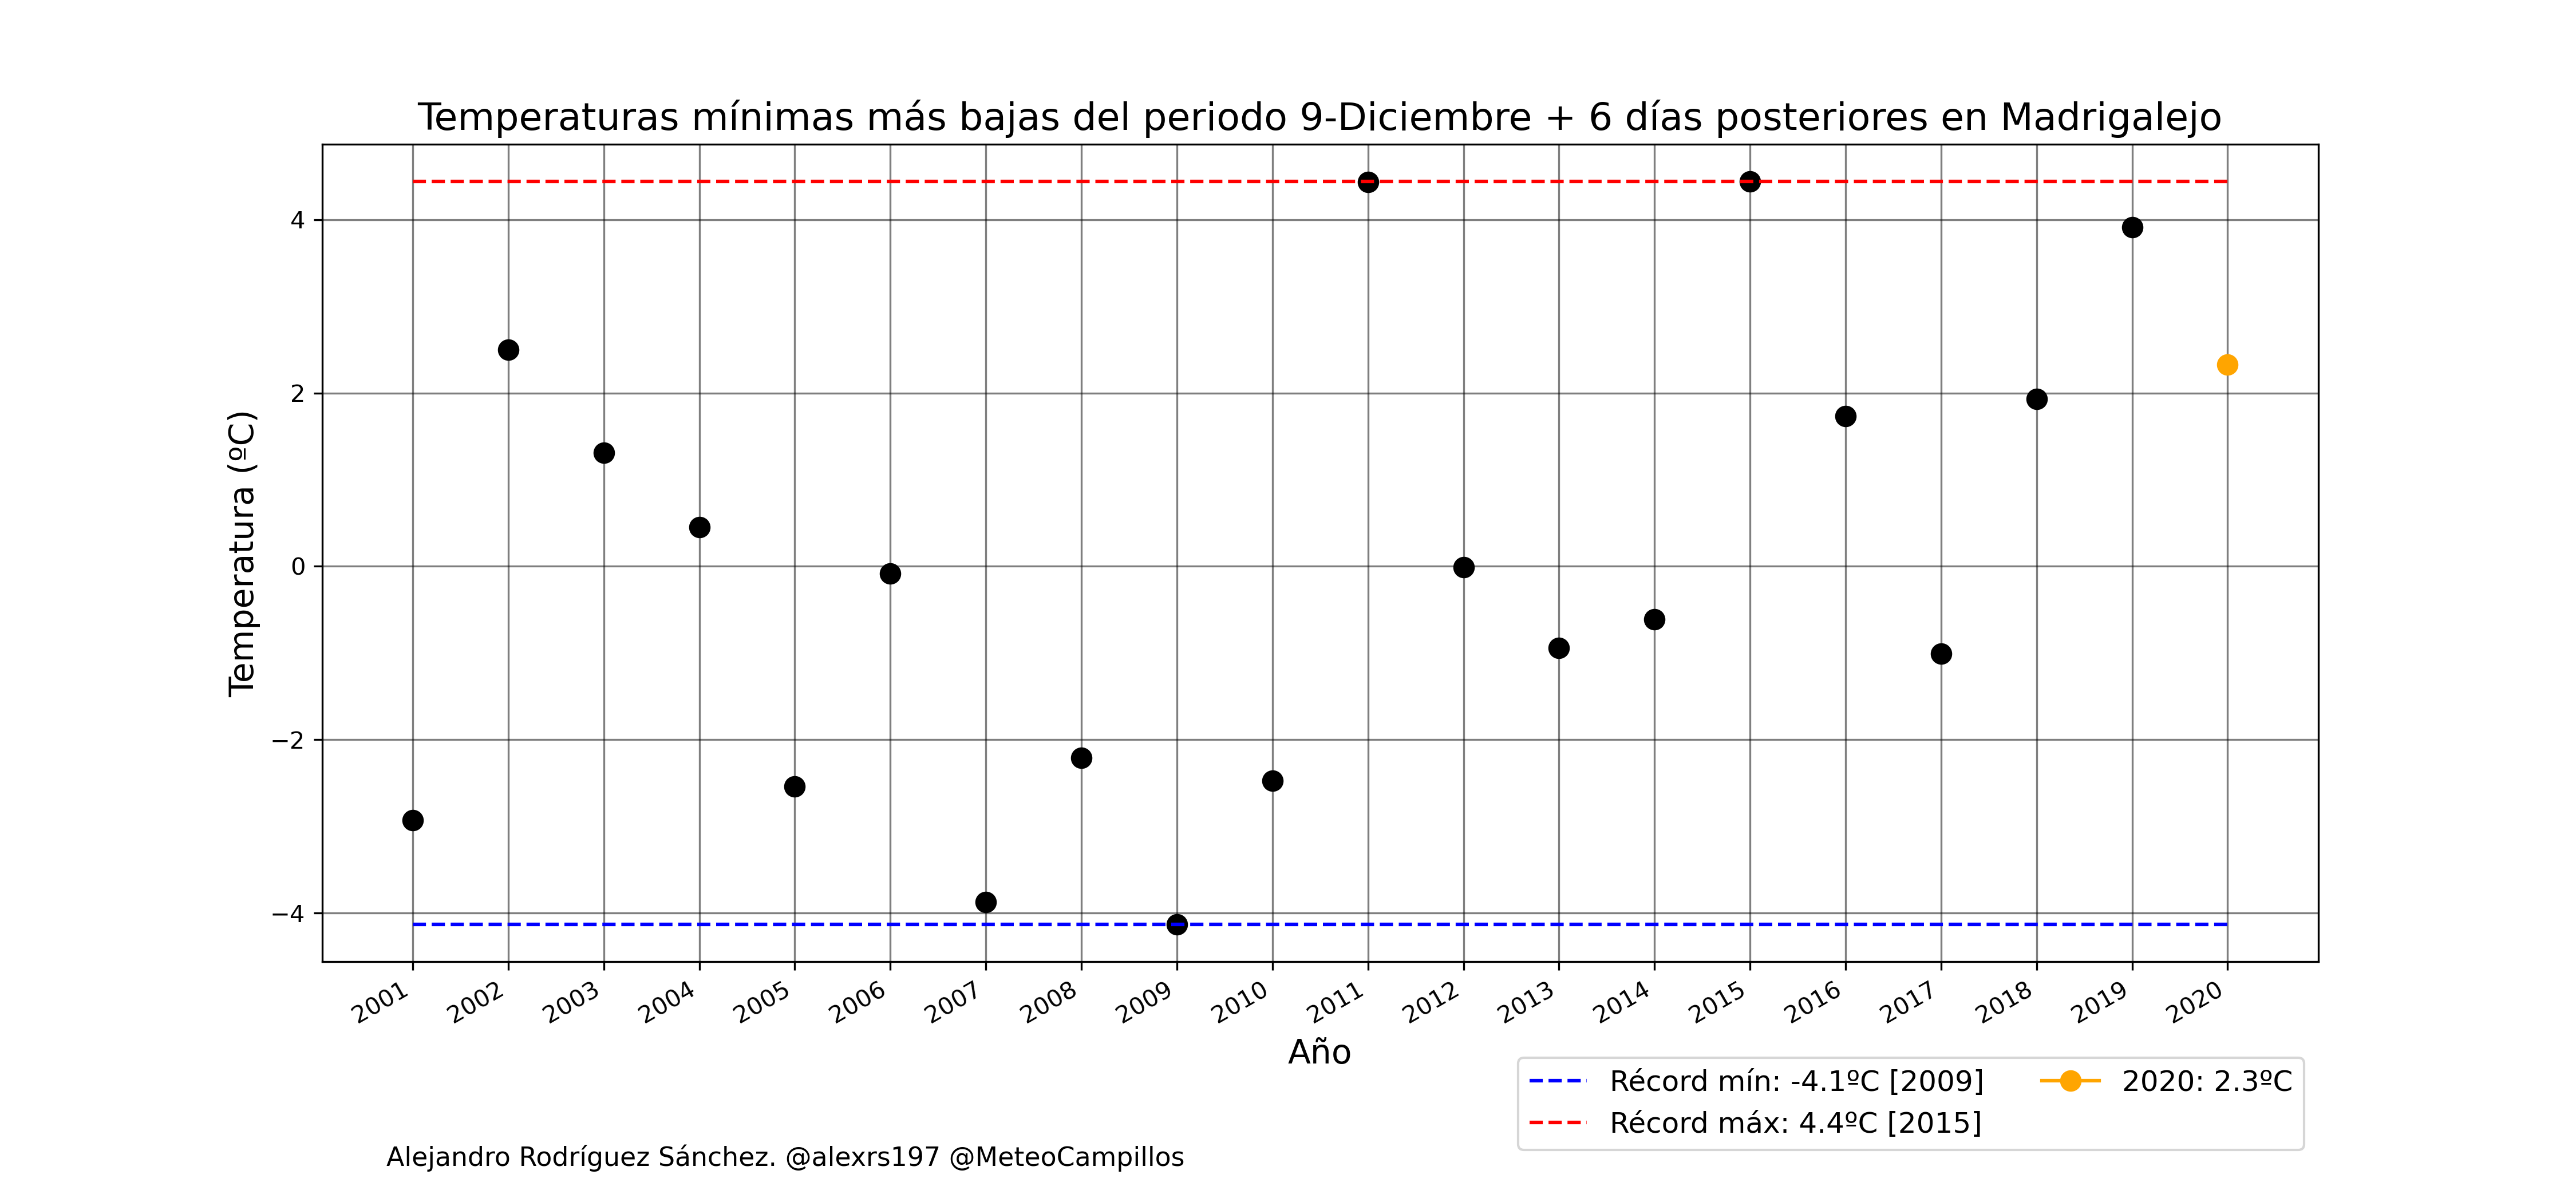 Temperaturas mínimas más bajas del periodo 9-Diciembre + 6 días posteriores en Madrigalejo
Temperatura (ºC)
4
2
0
−2
−4
2001 2002 2003 2004 2005 2006 2007 2008 2009 2010 2011 2012 2013 2014 2015 2016 2017 2018 2019 2020
Año
Récord mín: -4.1ºC [2009]
Récord máx: 4.4ºC [2015]
2020: 2.3ºC
Alejandro Rodríguez Sánchez. @alexrs197 @MeteoCampillos